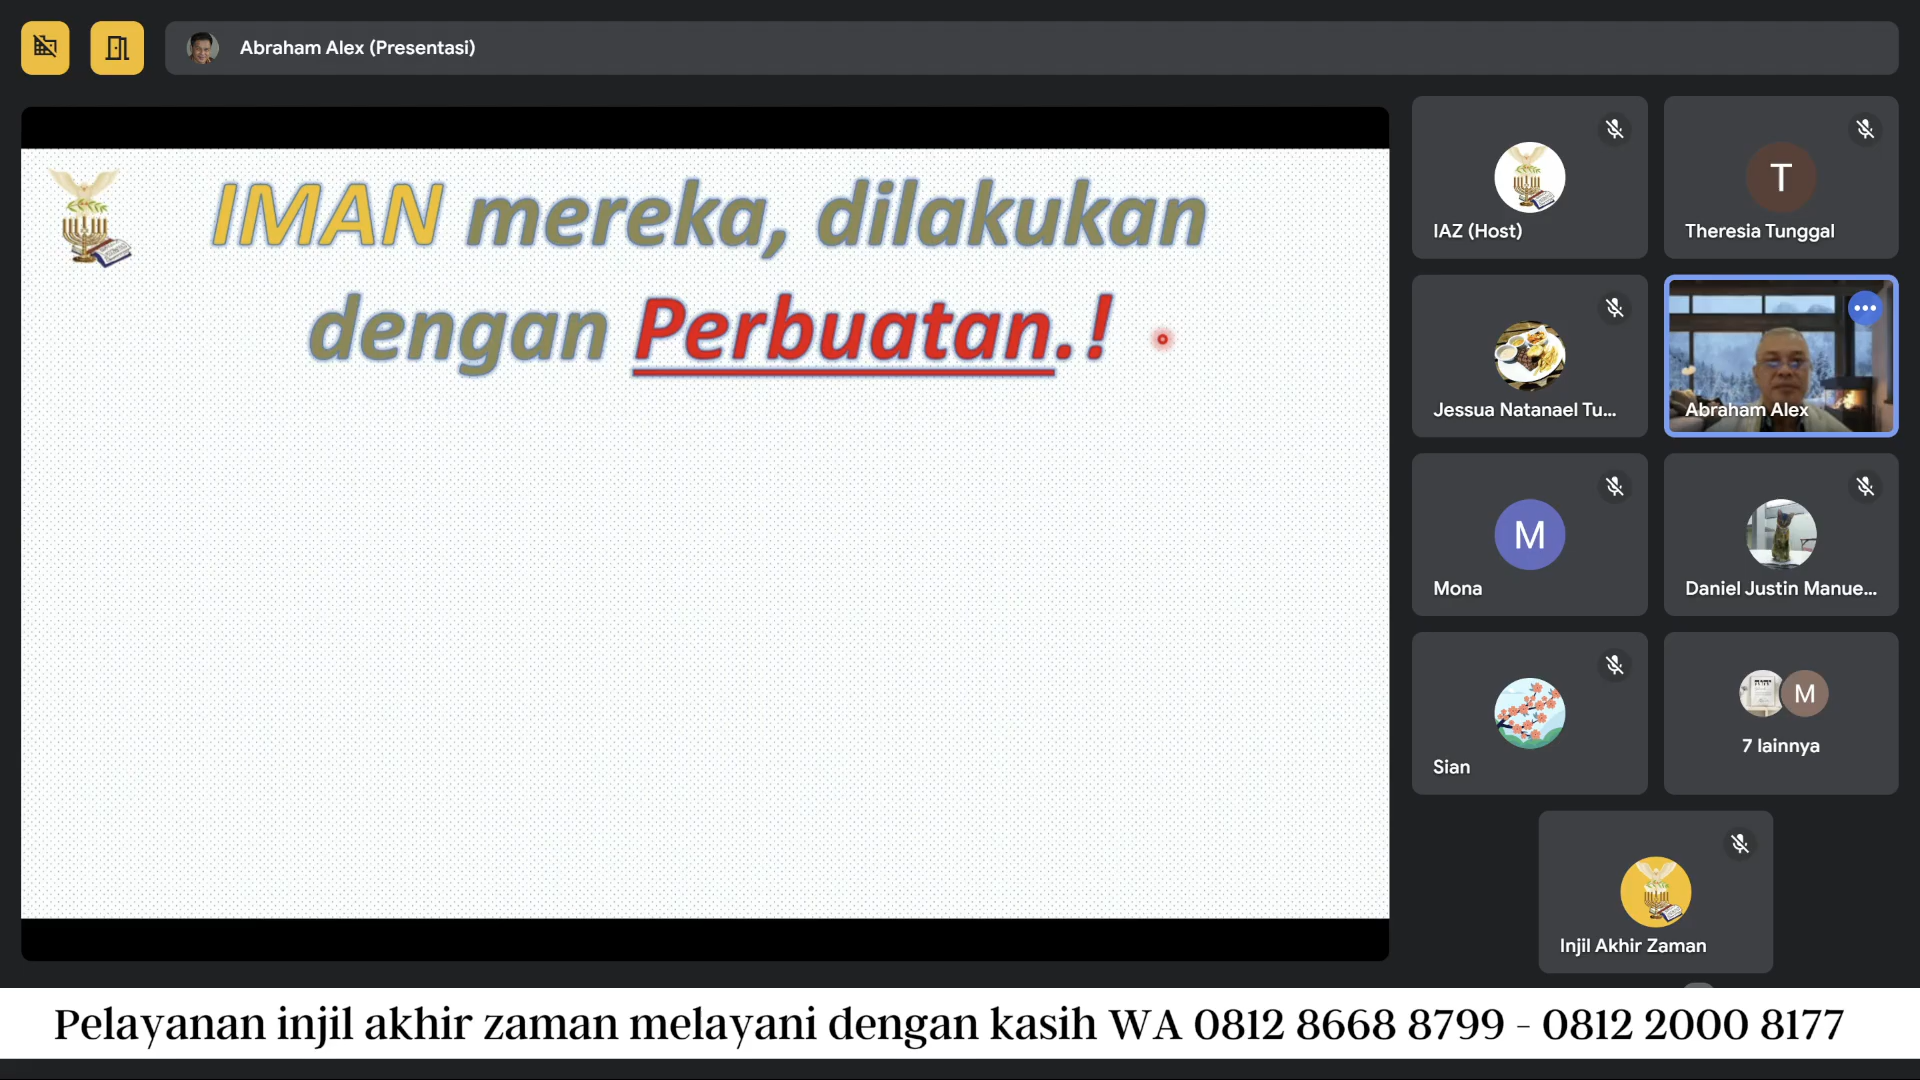 Abraham Alex (Presentasi)
IMAN mereka, dilakukan
dengan Perbuatan.!
IAZ (Host)
T
Theresia Tunggal
Jessua Natanael Tu...
Abraham Alex
M
Mona
Daniel Justin Manue...
Sian
יהוה
M
7 lainnya
Injil Akhir Zaman
Pelayanan injil akhir zaman melayani dengan kasih WA 0812 8668 8799 - 0812 2000 8177